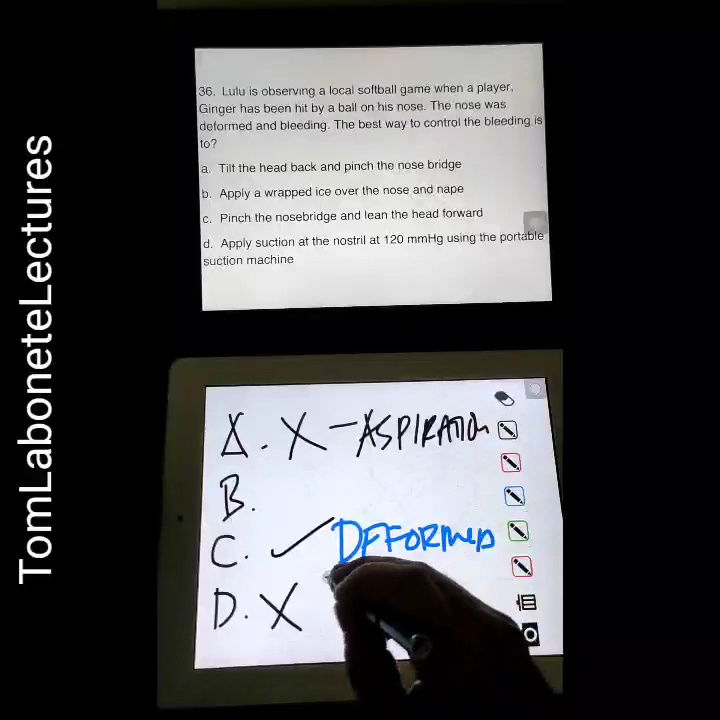 TomLaboneteLectures
36. Lulu is observing a local softball game when a player,
Ginger has been hit by a ball on his nose. The nose was
deformed and bleeding. The best way to control the bleeding is
to?
a. Tilt the head back and pinch the nose bridge
b. Apply a wrapped ice over the nose and nape
c. Pinch the nosebridge and lean the head forward
d. Apply suction at the nostril at 120 mmHg using the portable
suction machine
A. X - ASPIRATION
B.
C. ✓ DEFORMED
D. X